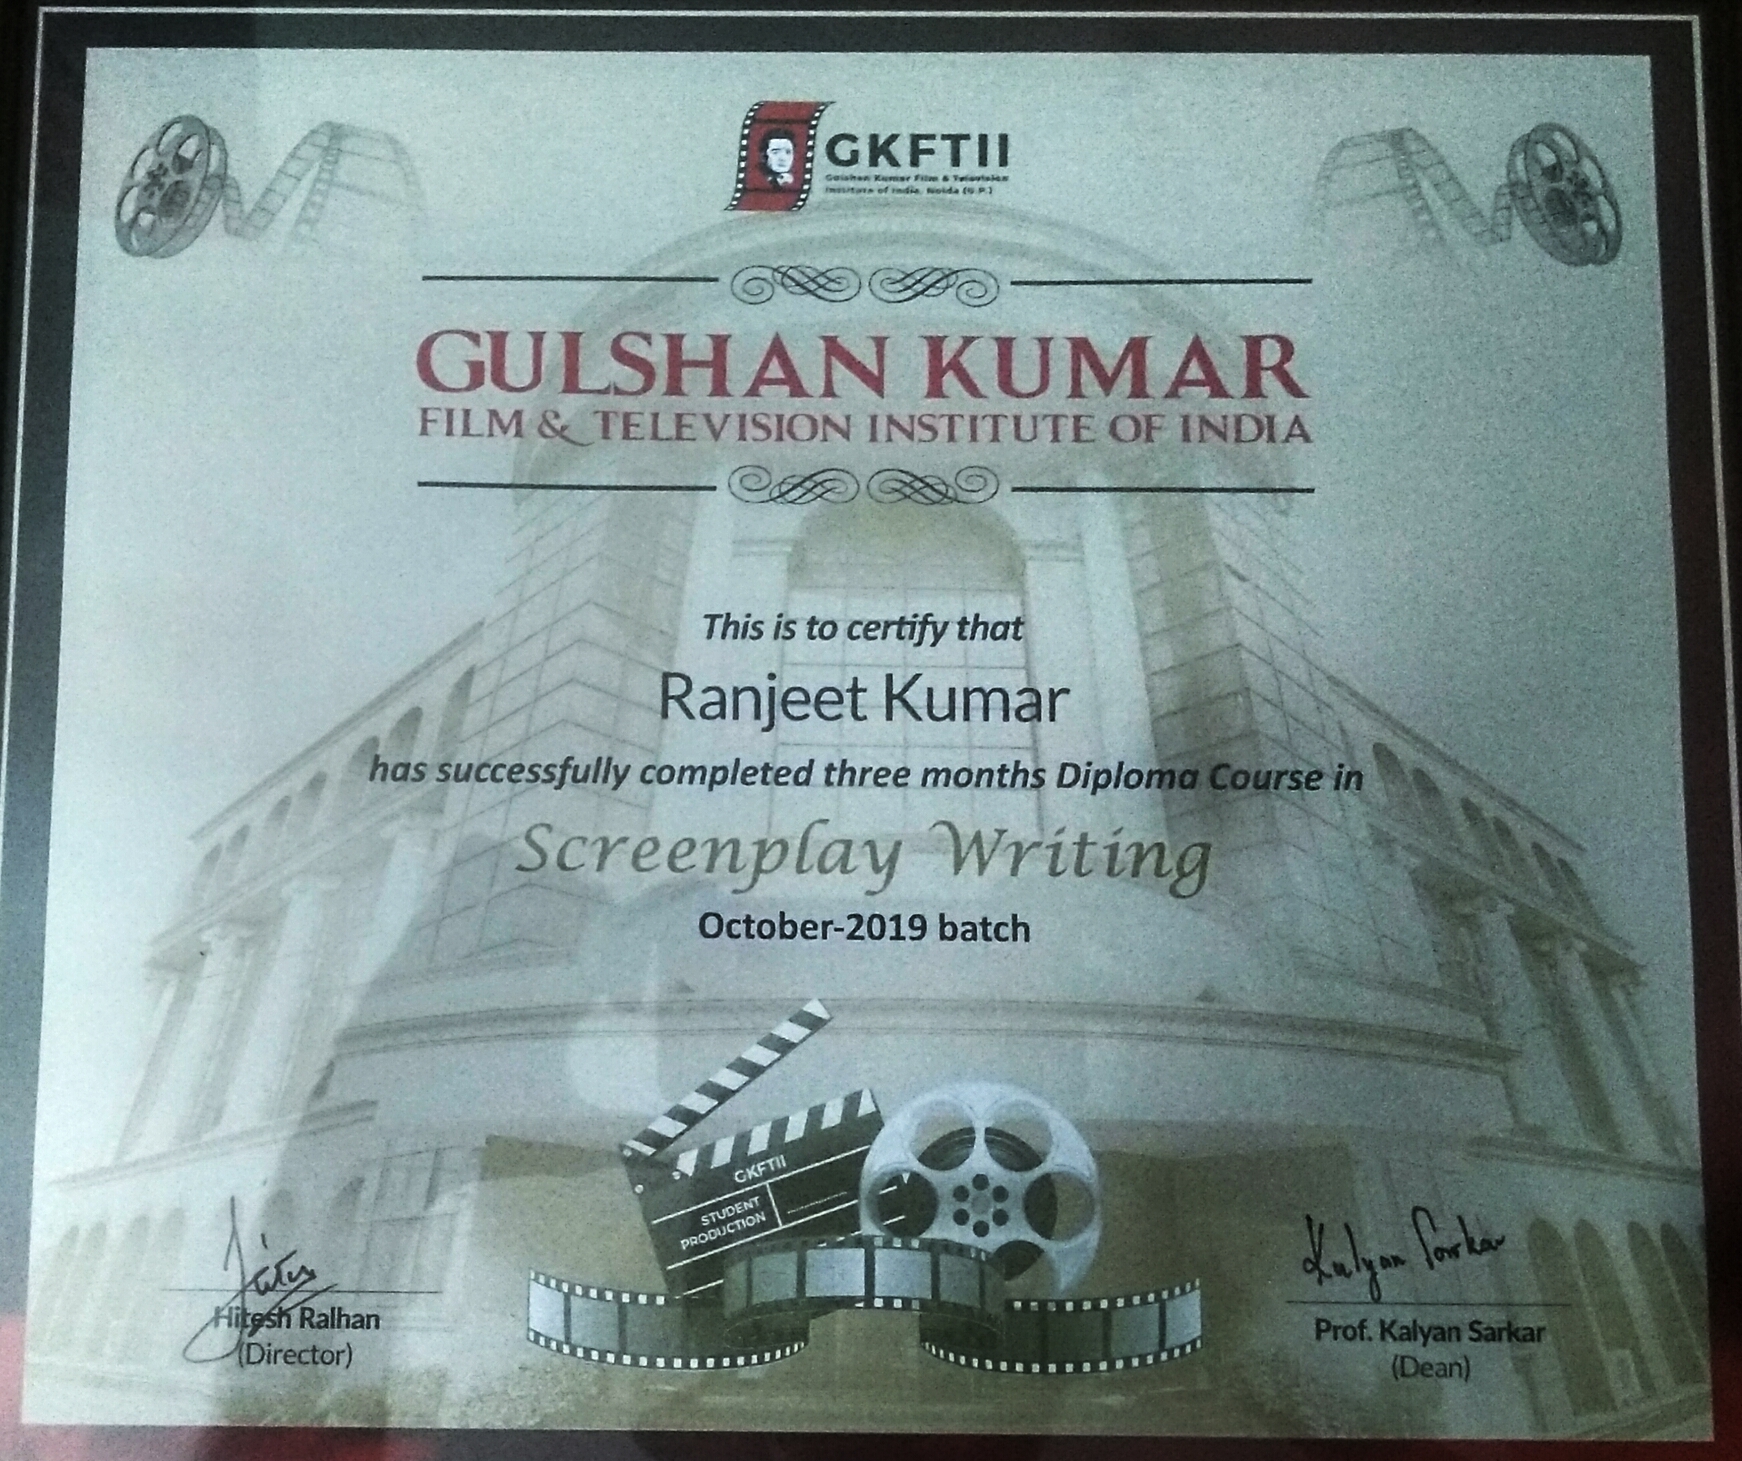 GKFTII
Gulshan Kumar Film & Television
Institute of India, Noida (U.P.)
GULSHAN KUMAR
FILM & TELEVISION INSTITUTE OF INDIA
This is to certify that
Ranjeet Kumar
has successfully completed three months Diploma Course in
Screenplay Writing
October-2019 batch
GKFTII
STUDENT
PRODUCTION
Hitesh
Hitesh Ralhan
(Director)
Kalyan Sarkar
Prof. Kalyan Sarkar
(Dean)